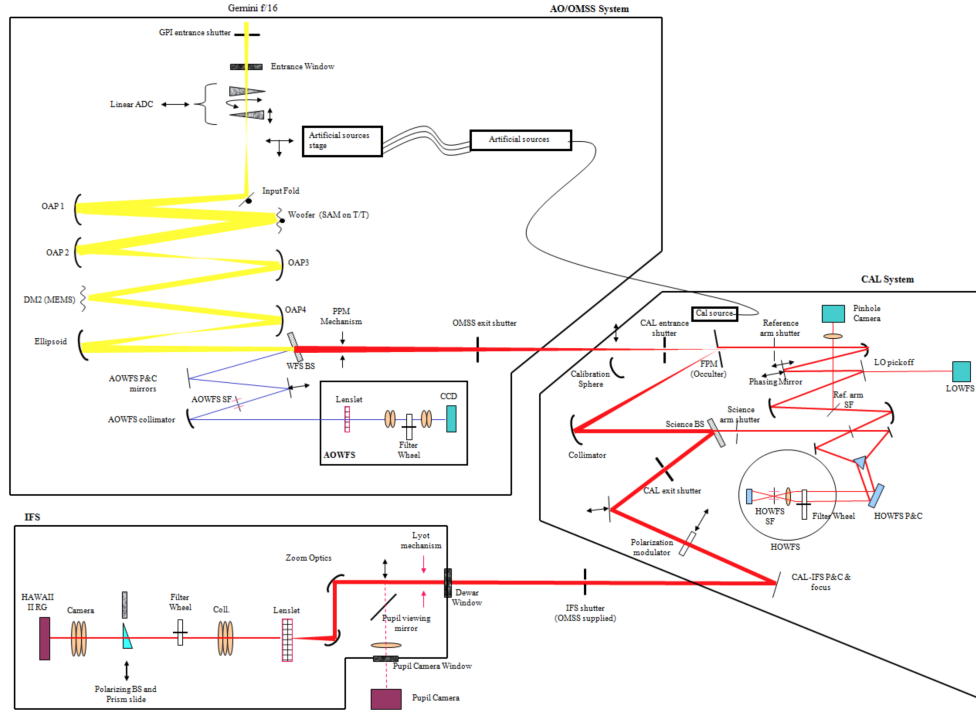 Gemini f/16
AO/OMSS System
GPI entrance shutter
Entrance Window
Linear ADC
Artificial sources
stage
Artificial sources
Input Fold
OAP 1
Woofer (SAM on T/T)
OAP 2
OAP3
DM2 (MEMS)
OAP4
Ellipsoid
PPM
Mechanism
WFS BS
OMSS exit shutter
AOWFS P&C
mirrors
AOWFS SF
AOWFS collimator
Lenslet
CCD
Filter
Wheel
AOWFS
CAL System
Cal source
Pinhole
Camera
CAL entrance
shutter
Reference
arm shutter
Calibration
Sphere
FPM
(Occulter)
Phasing Mirror
LO pickoff
LOWFS
Ref. arm
SF
Science
arm shutter
Science BS
Collimator
CAL exit shutter
HOWFS
SF
Filter Wheel
HOWFS P&C
HOWFS
Polarization
modulator
CAL-IFS P&C &
focus
IFS
Lyot
mechanism
Zoom Optics
HAWAII
II RG
Camera
Filter
Wheel
Coll.
Lenslet
Dewar
Window
IFS shutter
(OMSS supplied)
Pupil viewing
mirror
Pupil Camera Window
Polarizing BS and
Prism slide
Pupil Camera